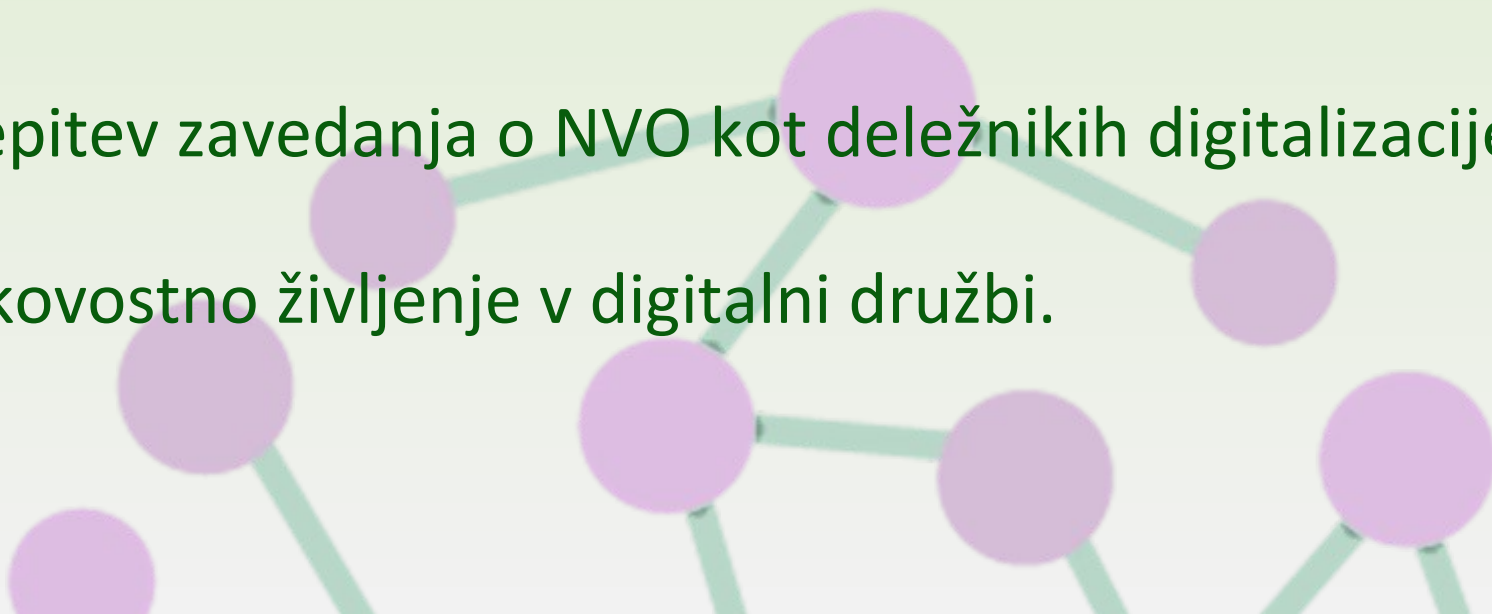 epitev zavedanja o NVO kot deležnikih digitalizacije
kovostno življenje v digitalni družbi.